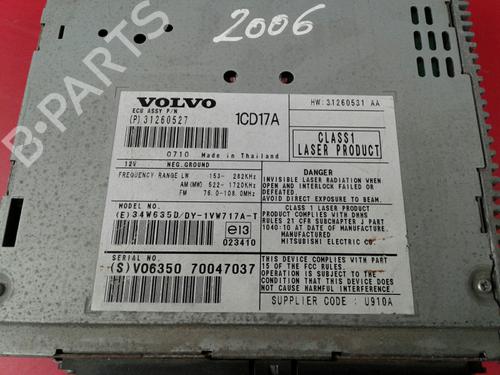 2006
VOLVO
ECU ASSY P/N
(P)31260527
1CD17A
HW:31260531 AA
0710 Made in Thailand
12V NEG.GROUND
FREQUENCY RANGE LW 153- 282KHz
AM(MW) 522- 1720KHz
FM 76.0-108.0MHz
CLASS1
LASER PRODUCT
DANGER
INVISIBLE LASER RADIATION WHEN
OPEN AND INTERLOCK FAILED OR
DEFEATED.
AVOID DIRECT EXPOSURE TO BEAM.
MODEL NO.
(E)34W635D/DY-1VW717A-T
e13
023410
CLASS 1 LASER PRODUCT
THIS PRODUCT COMPLIES WITH DHHS
RULES 21 CFR SUBCHAPTER J PART
1040:10 AT DATE OF MANUFACTURE.
MANUFACTURED:
MITSUBISHI ELECTRIC CO.
SERIAL NO.
(S)VO6350 70047037
THIS DEVICE COMPLIES WITH PART
15 OF THE FCC RULES.
OPERATION IS SUBJECT TO THE
CONDITION THAT THIS DEVICE DOES
NOT CAUSE HARMFUL INTERFERENCE.
SUPPLIER CODE : U910A
B-Parts